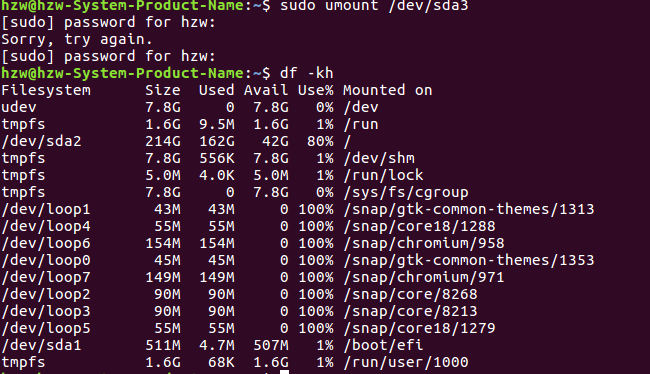 hzw@hzw-System-Product-Name:~$ sudo umount /dev/sda3
[sudo] password for hzw:
Sorry, try again.
[sudo] password for hzw:
hzw@hzw-System-Product-Name:~$ df -kh
Filesystem      Size  Used Avail Use% Mounted on
udev            7.8G     0  7.8G   0% /dev
tmpfs           1.6G  9.5M  1.6G   1% /run
/dev/sda2       214G  162G   42G  80% /
tmpfs           7.8G  556K  7.8G   1% /dev/shm
tmpfs           5.0M  4.0K  5.0M   1% /run/lock
tmpfs           7.8G     0  7.8G   0% /sys/fs/cgroup
/dev/loop1       43M   43M     0 100% /snap/gtk-common-themes/1313
/dev/loop4       55M   55M     0 100% /snap/core18/1288
/dev/loop6      154M  154M     0 100% /snap/chromium/958
/dev/loop0       45M   45M     0 100% /snap/gtk-common-themes/1353
/dev/loop7      149M  149M     0 100% /snap/chromium/971
/dev/loop2       90M   90M     0 100% /snap/core/8268
/dev/loop3       90M   90M     0 100% /snap/core/8213
/dev/loop5       55M   55M     0 100% /snap/core18/1279
/dev/sda1       511M  4.7M  507M   1% /boot/efi
tmpfs           1.6G   68K  1.6G   1% /run/user/1000